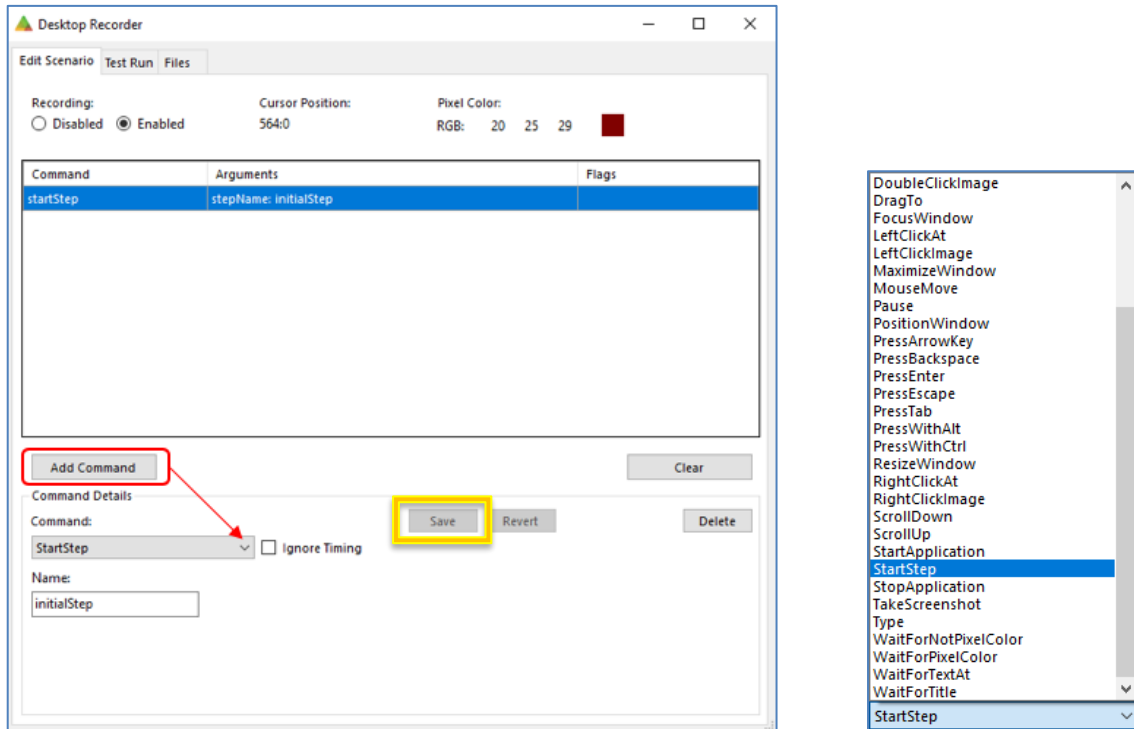 Desktop Recorder
Edit Scenario Test Run Files
Recording: Cursor Position: Pixel Color:
Disabled Enabled 564:0 RGB: 20 25 29
Command Arguments Flags
startStep stepName: initialStep
Add Command Clear
Command Details
Command: Save Revert Delete
StartStep Ignore Timing
Name:
initialStep
DoubleClickImage
DragTo
FocusWindow
LeftClickAt
LeftClickImage
MaximizeWindow
MouseMove
Pause
PositionWindow
PressArrowKey
PressBackspace
PressEnter
PressEscape
PressTab
PressWithAlt
PressWithCtrl
ResizeWindow
RightClickAt
RightClickImage
ScrollDown
ScrollUp
StartApplication
StartStep
StopApplication
TakeScreenshot
Type
WaitForNotPixelColor
WaitForPixelColor
WaitForTextAt
WaitForTitle
StartStep